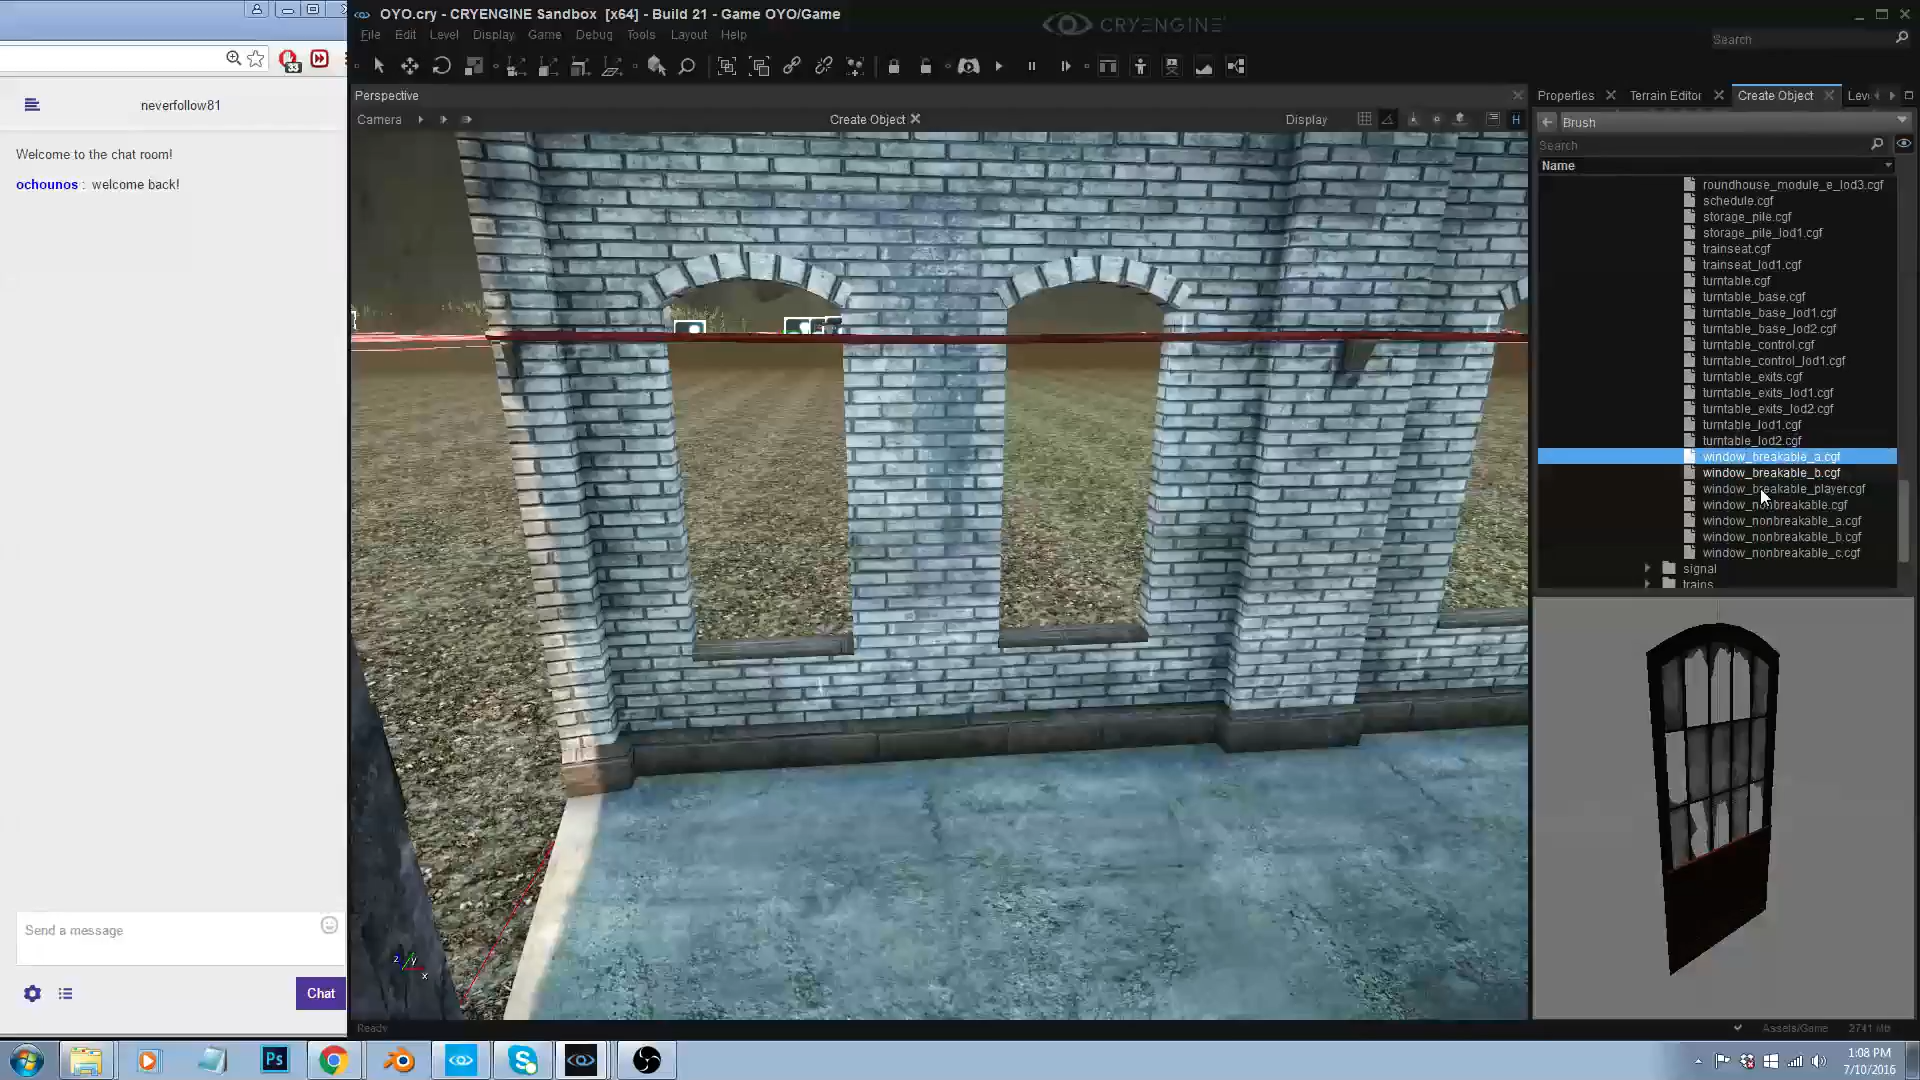 OYO.cry - CRYENGINE Sandbox [x64] - Build 21 - Game OYO/Game
CRYENGINE
File Edit Level Display Game Debug Tools Layout Help
Search
33
neverfollow81
Welcome to the chat room!
ochounos : welcome back!
Send a message
Chat
Perspective
Camera
Create Object
Display
H
z
y
x
Ready
Properties
Terrain Editor
Create Object
Brush
Search
Name
roundhouse_module_e_lod3.cgf
schedule.cgf
storage_pile.cgf
storage_pile_lod1.cgf
trainseat.cgf
trainseat_lod1.cgf
turntable.cgf
turntable_base.cgf
turntable_base_lod1.cgf
turntable_base_lod2.cgf
turntable_control.cgf
turntable_control_lod1.cgf
turntable_exits.cgf
turntable_exits_lod1.cgf
turntable_exits_lod2.cgf
turntable_lod1.cgf
turntable_lod2.cgf
window_breakable_a.cgf
window_breakable_b.cgf
window_breakable_player.cgf
window_nonbreakable.cgf
window_nonbreakable_a.cgf
window_nonbreakable_b.cgf
window_nonbreakable_c.cgf
signal
trains
Assets/Game
2741 Mb
Ps
1:08 PM
7/10/2016